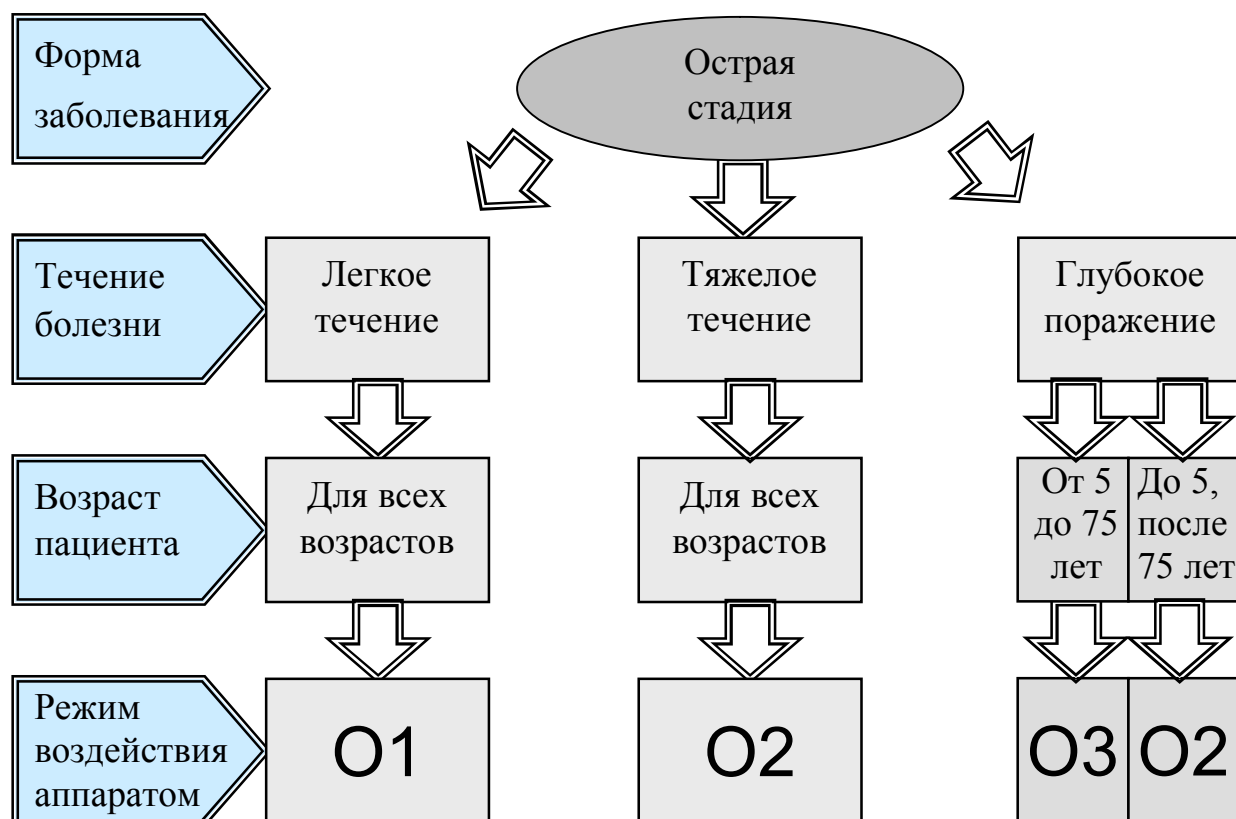 Форма
заболевания
Острая
стадия
Течение
болезни
Легкое
течение
Тяжелое
течение
Глубокое
поражение
Возраст
пациента
Для всех
возрастов
Для всех
возрастов
От 5
до 75
лет
До 5,
после
75 лет
Режим
воздействия
аппаратом
О1
О2
О3
О2